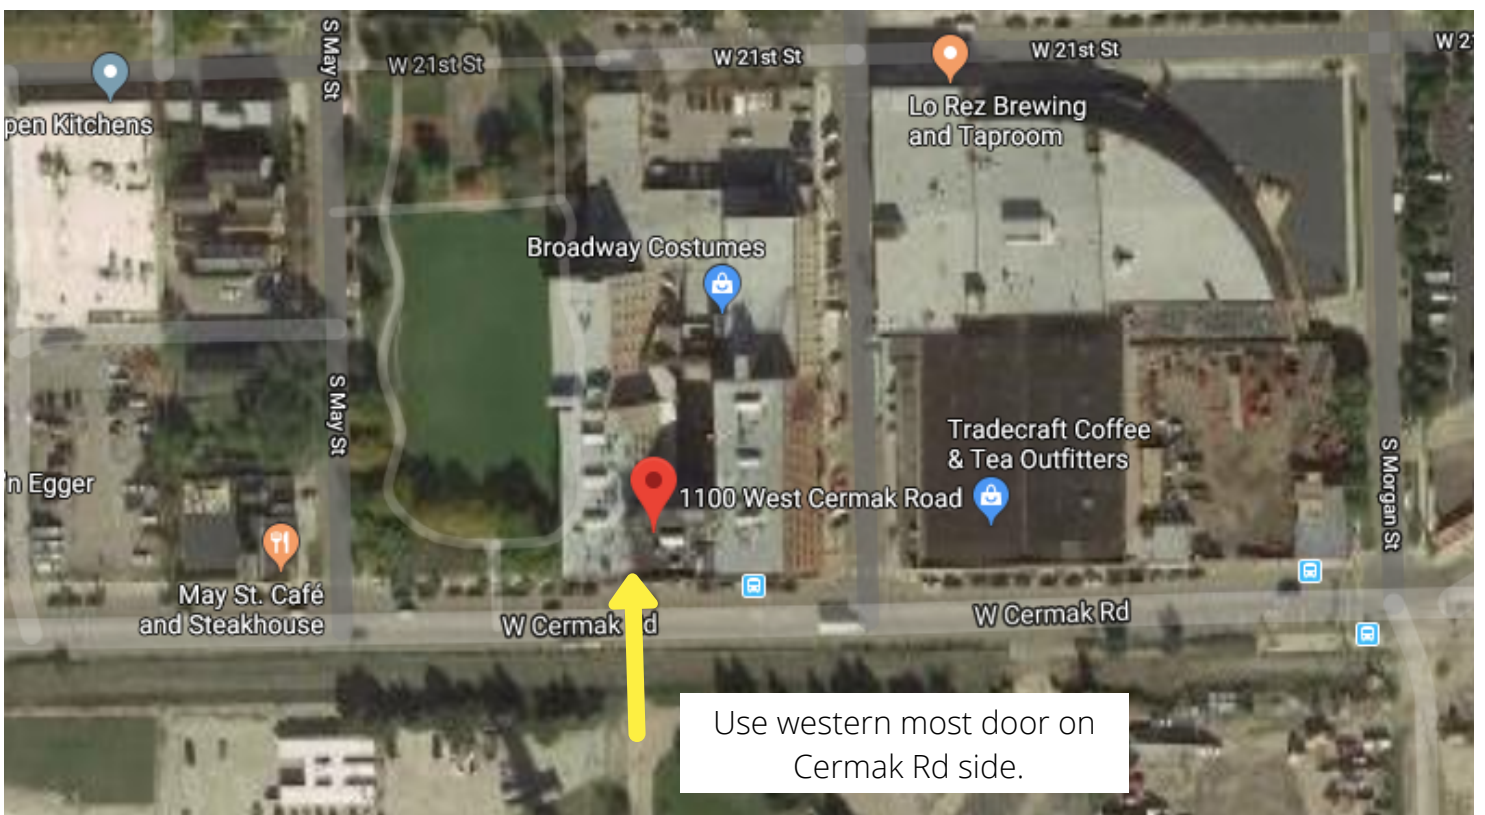 S May St
W 21st St
W 21st St
W 21st St
W 2
pen Kitchens
Lo Rez Brewing
and Taproom
Broadway Costumes
S May St
Tradecraft Coffee
& Tea Outfitters
'n Egger
1100 West Cermak Road
S Morgan St
May St. Café
and Steakhouse
W Cermak Rd
W Cermak Rd
Use western most door on
Cermak Rd side.